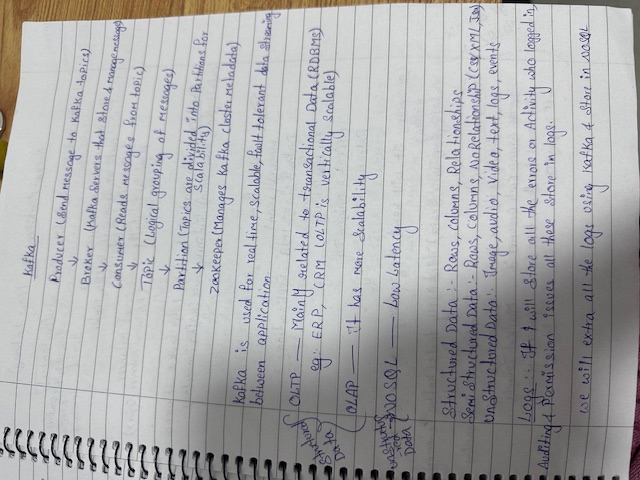 Kafka
Producer (Send message to Kafka topics)
↓
Broker (Kafka Servers that Store & manage message)
↓
Consumer (Reads messages from topic)
↓
Topic (Logical grouping of messages)
↓
Partition (Topics are divided into Partitions for
scalability)
↓
Zookeeper (Manages Kafka closter Metadata)
Kafka is used for real time, scalable, fault tolerant data streaming
between application
Structured Data
OLTP — Mainly related to transactional Data (RDBMS)
eg: ERP, CRM (OLTP is vertically scalable)
OLAP — It has more Scalability
unstructured Data
NOSQL — Low Latency
Structured Data :- Rows, columns, Relationships
Semi Structured Data :- Rows, columns, No Relationship (CSV, XML, JSON)
unStructured Data :- Image, audio, video, text, logs, events
Logs :- It will store all the errors or Activity who logged in,
Auditing & Permission issues all these store in logs.
we will extra all the logs using Kafka & store in NOSQL